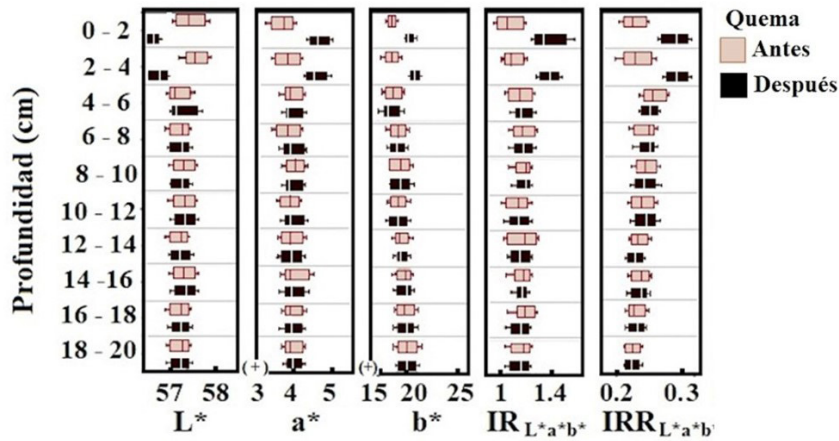 Profundidad (cm)
0 - 2
2 - 4
4 - 6
6 - 8
8 - 10
10 - 12
12 - 14
14 -16
16 - 18
18 - 20
Quema
Antes
Después
(+)
(+)
57 58
3 4 5
15 20 25
1 1.4
0.2 0.3
L*
a*
b*
IR L*a*b*
IRR L*a*b*